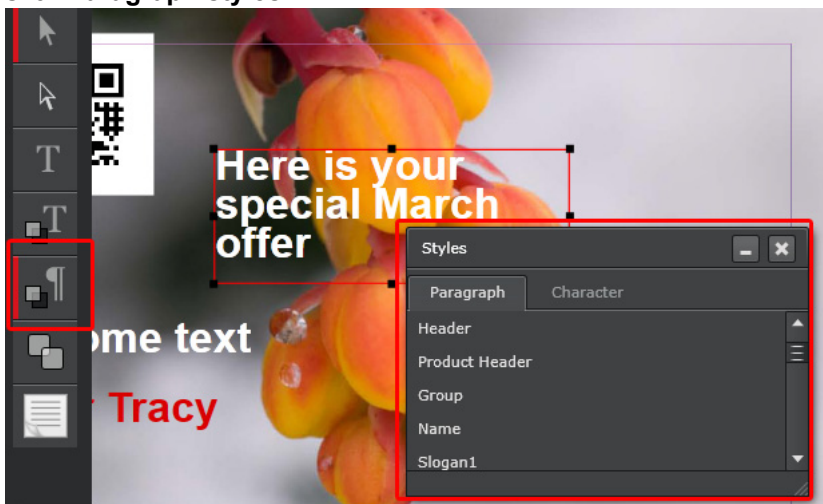 T
T
¶
Here is your
special March
offer
ome text
Tracy
Styles
Paragraph Character
Header
Product Header
Group
Name
Slogan1